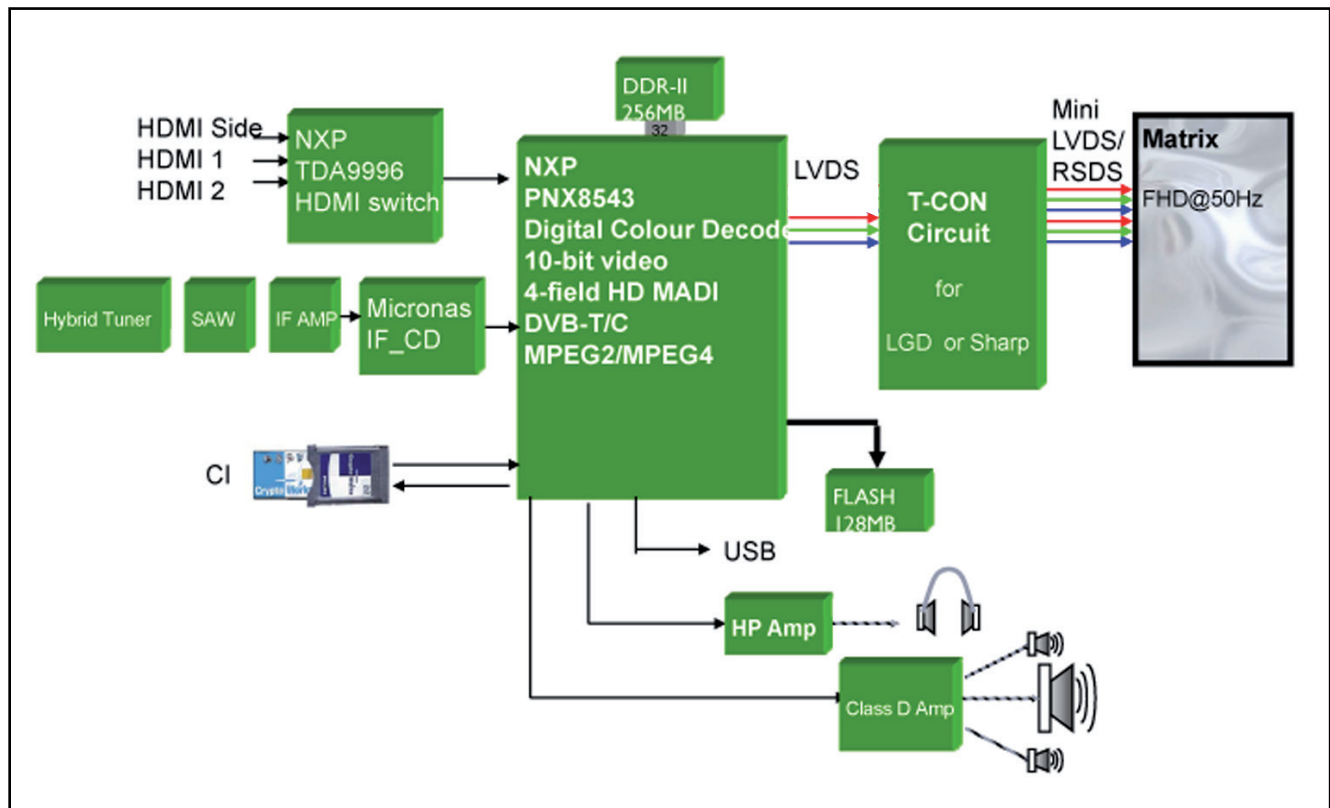 DDR-II
256MB
32
HDMI Side
HDMI 1
HDMI 2
NXP
TDA9996
HDMI switch
NXP
PNX8543
Digital Colour Decode
10-bit video
4-field HD MADI
DVB-T/C
MPEG2/MPEG4
LVDS
T-CON
Circuit
for
LGD or Sharp
Mini
LVDS/
RSDS
Matrix
FHD@50Hz
Hybrid Tuner
SAW
IF AMP
Micronas
IF_CD
CI
Crypto
FLASH
128MB
USB
HP Amp
Class D Amp